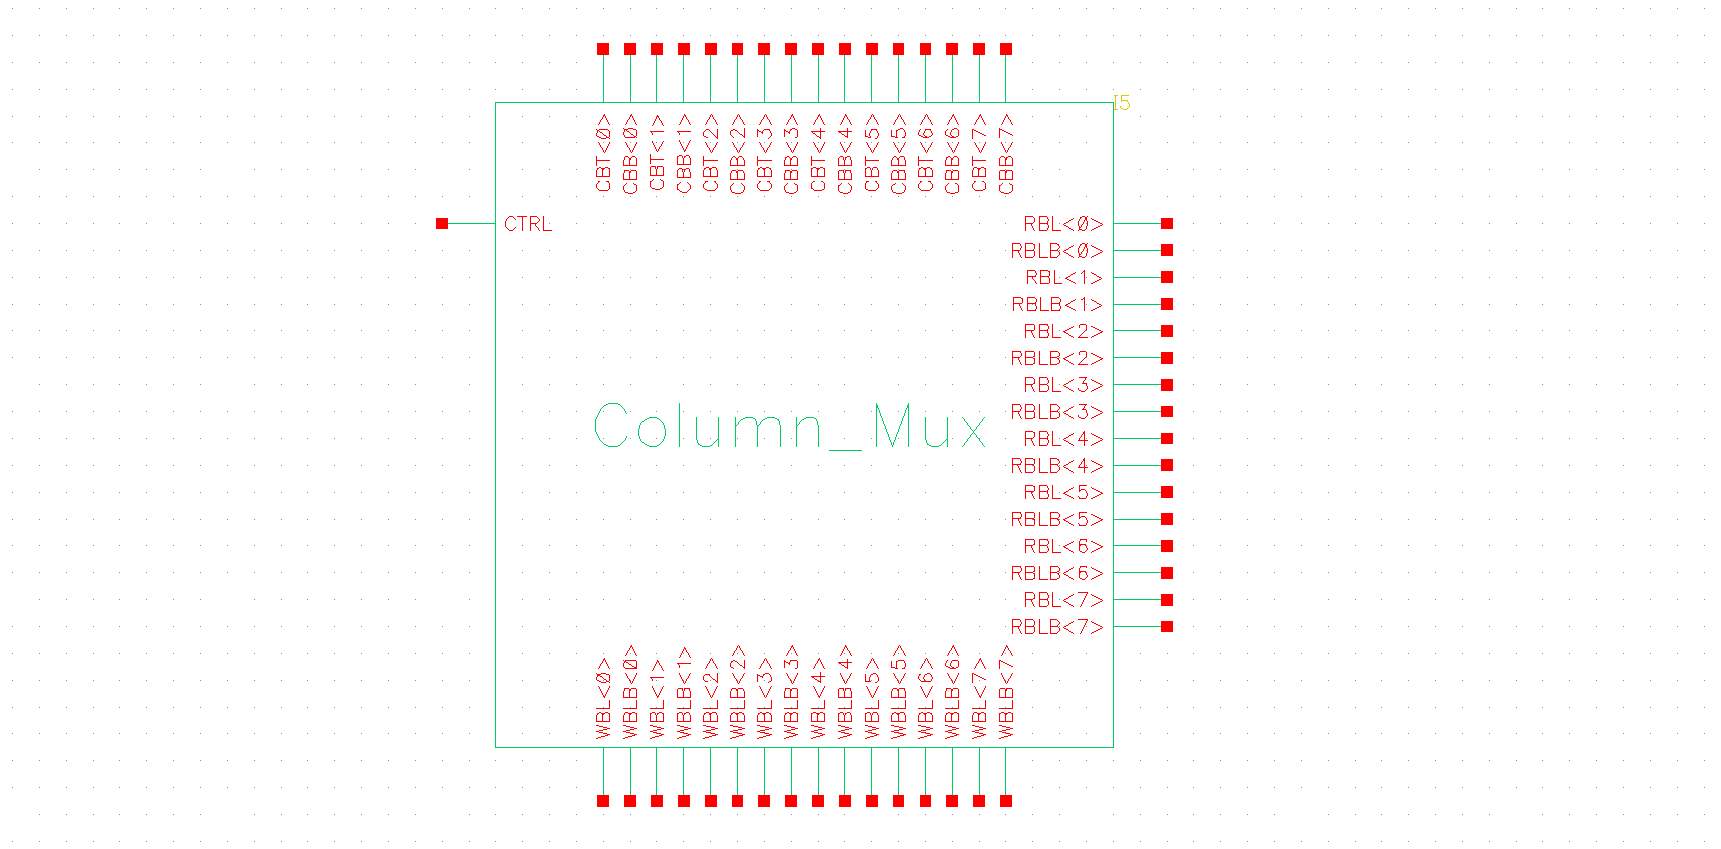 I5
CBT<0>
CBB<0>
CBT<1>
CBB<1>
CBT<2>
CBB<2>
CBT<3>
CBB<3>
CBT<4>
CBB<4>
CBT<5>
CBB<5>
CBT<6>
CBB<6>
CBT<7>
CBB<7>
CTRL
RBL<0>
RBLB<0>
RBL<1>
RBLB<1>
RBL<2>
RBLB<2>
RBL<3>
RBLB<3>
Column_Mux
RBL<4>
RBLB<4>
RBL<5>
RBLB<5>
RBL<6>
RBLB<6>
RBL<7>
RBLB<7>
WBL<0>
WBLB<0>
WBL<1>
WBLB<1>
WBL<2>
WBLB<2>
WBL<3>
WBLB<3>
WBL<4>
WBLB<4>
WBL<5>
WBLB<5>
WBL<6>
WBLB<6>
WBL<7>
WBLB<7>